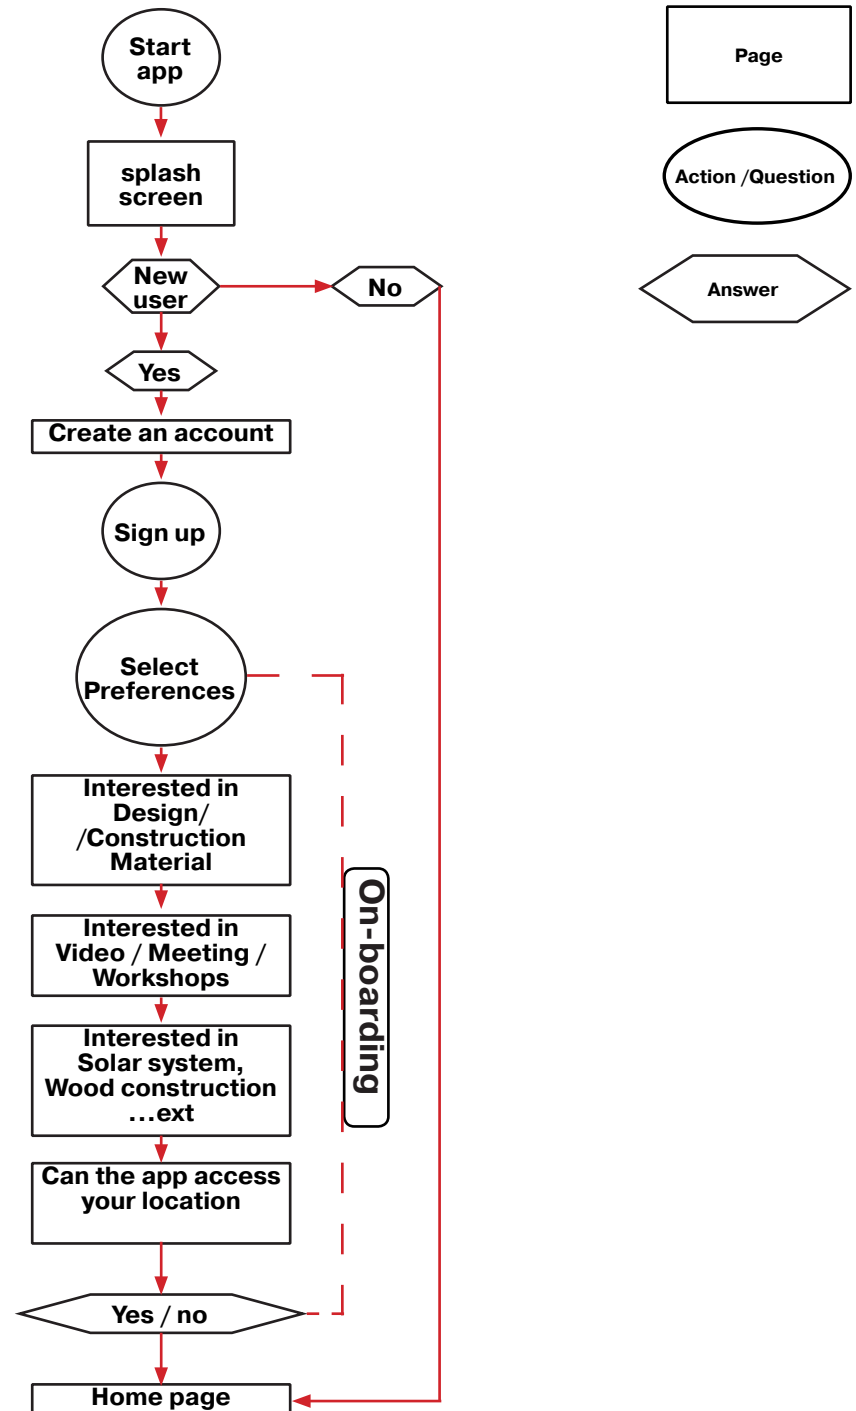 Start
app
splash
screen
New
user
No
Yes
Create an account
Sign up
Select
Preferences
Interested in
Design/
/Construction
Material
Interested in
Video / Meeting /
Workshops
Interested in
Solar system,
Wood construction
...ext
Can the app access
your location
Yes / no
Home page
On-boarding
Page
Action /Question
Answer